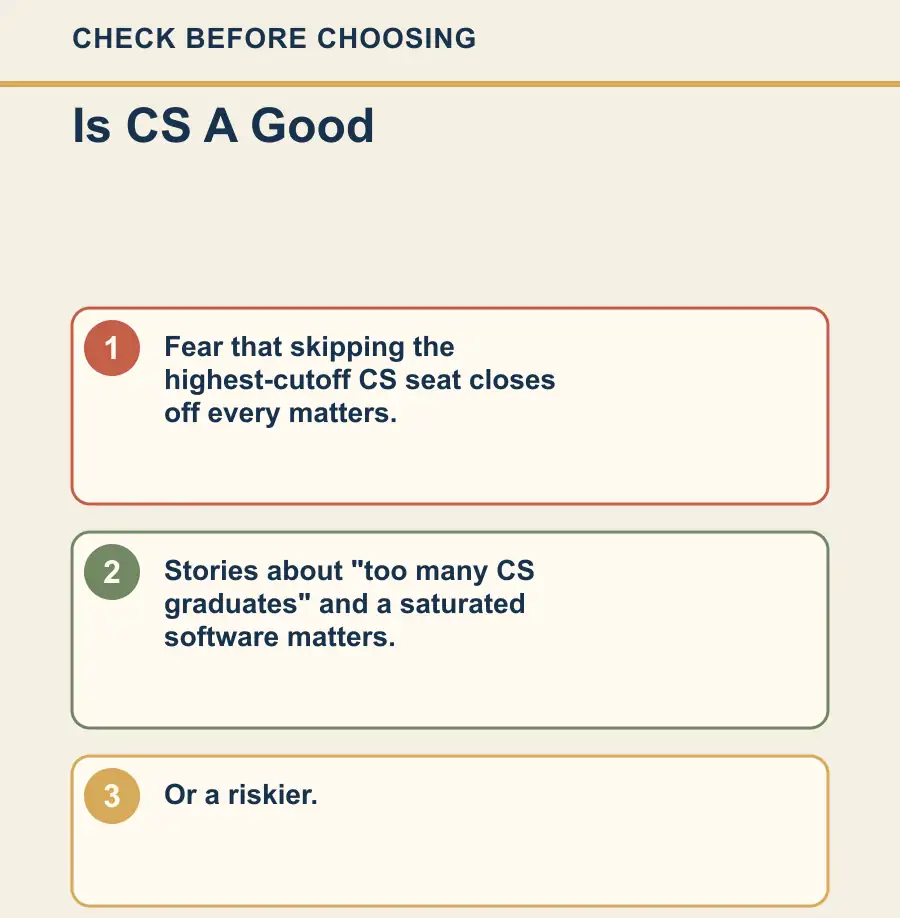 CHECK BEFORE CHOOSING
Is CS A Good
1
Fear that skipping the
highest-cutoff CS seat closes
off every matters.
2
Stories about "too many CS
graduates" and a saturated
software matters.
3
Or a riskier.